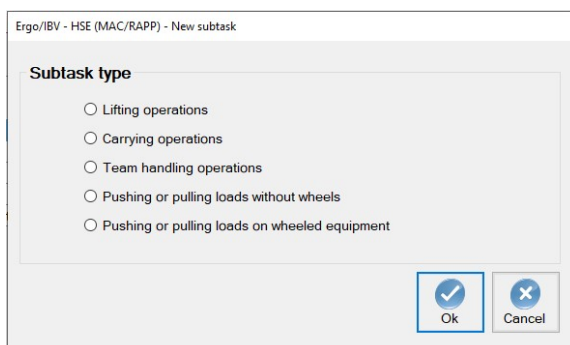 Ergo/IBV - HSE (MAC/RAPP) - New subtask
Subtask type
Lifting operations
Carrying operations
Team handling operations
Pushing or pulling loads without wheels
Pushing or pulling loads on wheeled equipment
Ok
Cancel